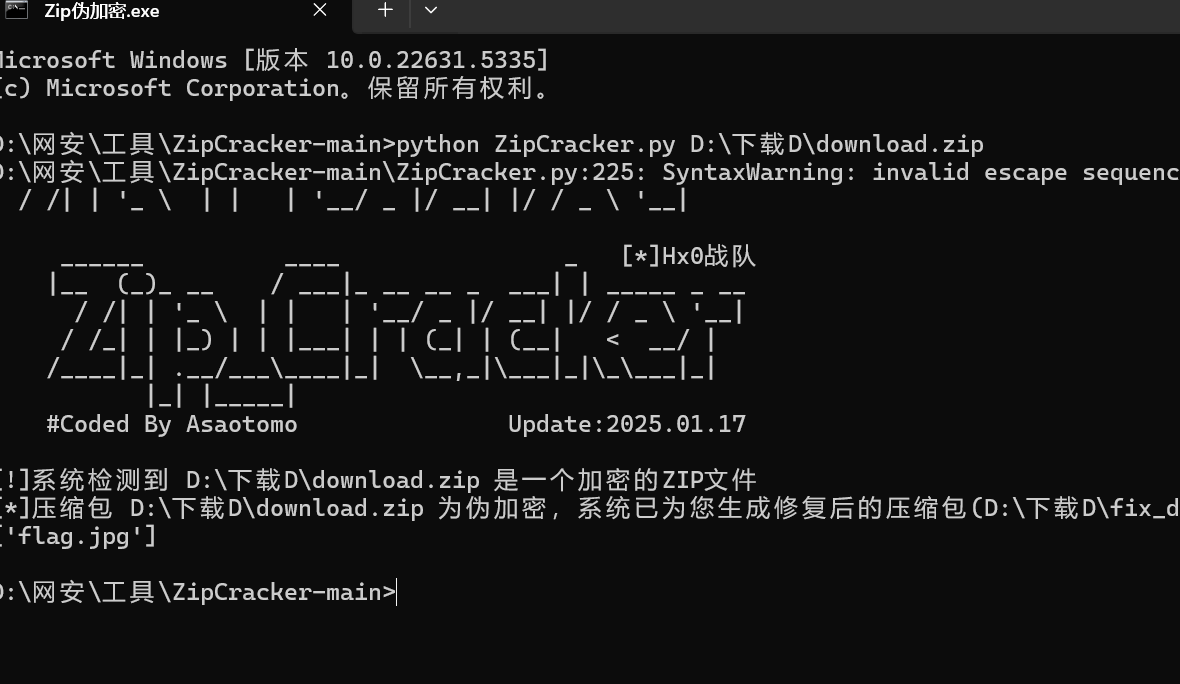 Zip伪加密.exe
icrosoft Windows [版本 10.0.22631.5335]
c) Microsoft Corporation。保留所有权利。
:\网安\工具\ZipCracker-main>python ZipCracker.py D:\下载D\download.zip
:\网安\工具\ZipCracker-main\ZipCracker.py:225: SyntaxWarning: invalid escape sequenc
  / /| | '_ \  | |   | '__/ _ |/ __| |/ / _ \ '__|
     ______          ____                _   [*]Hx0战队
    |__  (_)_ __    / ___|_ __ __ _  ___| | _____ _ __
      / /| | '_ \  | |   | '__/ _ |/ __| |/ / _ \ '__|
     / /_| | |_) | | |___| | | (_| | (__|   <  __/ |
    /____|_| .__/___\____|_|  \__,_|\___|_|\_\___|_|
           |_| |_____|
    #Coded By Asaotomo               Update:2025.01.17
!]系统检测到 D:\下载D\download.zip 是一个加密的ZIP文件
*]压缩包 D:\下载D\download.zip 为伪加密，系统已为您生成修复后的压缩包(D:\下载D\fix_d
'flag.jpg']
:\网安\工具\ZipCracker-main>